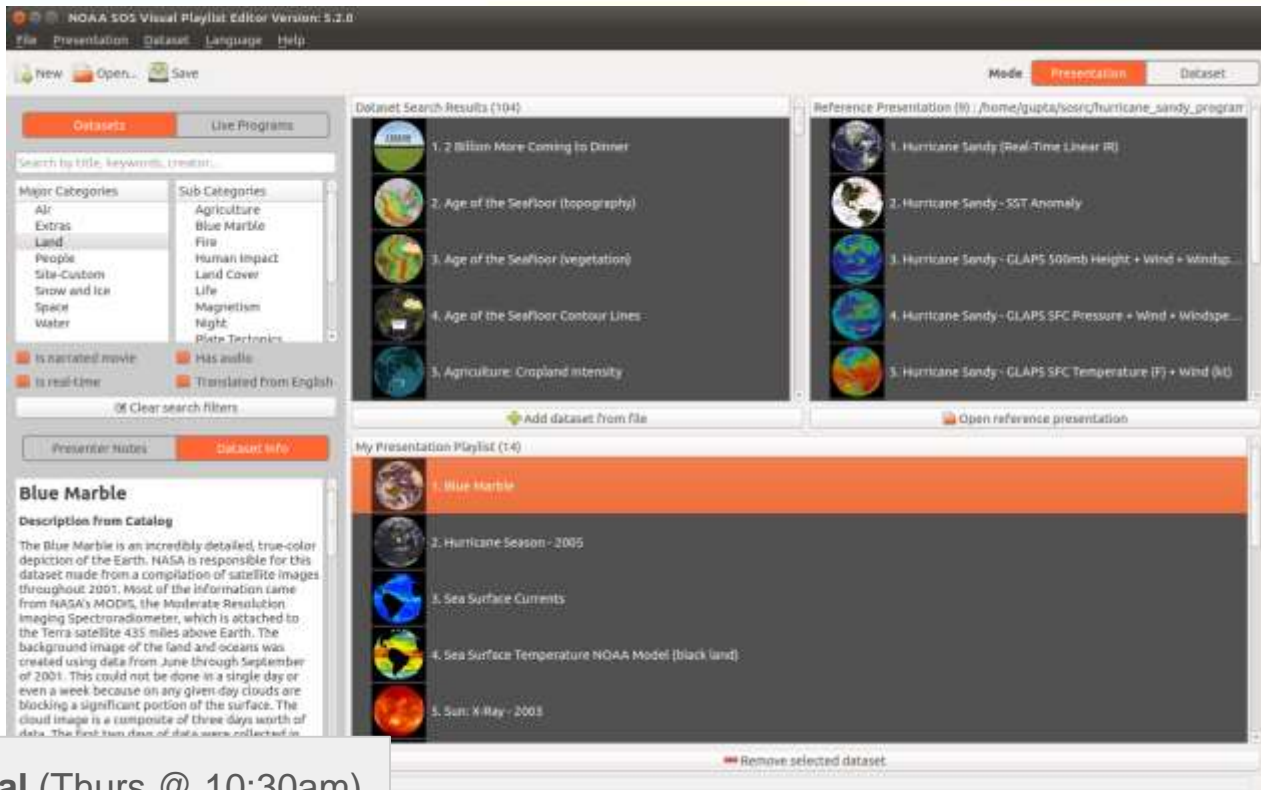 NOAA SOS Visual Playlist Editor Version: 5.2.0
File Presentation Dataset Language Help
New Open... Save
Mode Presentation Dataset
Datasets Live Programs
Search by title, keywords, creator...
Major Categories
Air
Extras
Land
People
Site-Custom
Snow and Ice
Space
Water
Sub Categories
Agriculture
Blue Marble
Fire
Human Impact
Land Cover
Life
Magnetism
Night
Plate Tectonics
Is narrated movie Has audio
Is real-time Translated from English
Clear search filters
Presenter Notes Dataset Info
Blue Marble
Description from Catalog
The Blue Marble is an incredibly detailed, true-color
depiction of the Earth. NASA is responsible for this
dataset made from a compilation of satellite images
throughout 2001. Most of the information came
from NASA's MODIS, the Moderate Resolution
Imaging Spectroradiometer, which is attached to
the Terra satellite 435 miles above Earth. The
background image of the land and oceans was
created using data from June through September
of 2001. This could not be done in a single day or
even a week because on any given day clouds are
blocking a significant portion of the surface. The
cloud image is a composite of three days worth of
data. The first two days of data were collected in
Dataset Search Results (104)
1. 2 Billion More Coming to Dinner
2. Age of the Seafloor (topography)
3. Age of the Seafloor (vegetation)
4. Age of the Seafloor Contour Lines
5. Agriculture: Cropland Intensity
Add dataset from file
Reference Presentation (9) : /home/gupta/sosrc/hurricane_sandy_program
1. Hurricane Sandy (Real-Time Linear IR)
2. Hurricane Sandy - SST Anomaly
3. Hurricane Sandy - GLAPS 500mb Height + Wind + Windsp...
4. Hurricane Sandy - GLAPS SFC Pressure + Wind + Windspe...
5. Hurricane Sandy - GLAPS SFC Temperature (F) + Wind (kt)
Open reference presentation
My Presentation Playlist (14)
1. Blue Marble
2. Hurricane Season - 2005
3. Sea Surface Currents
4. Sea Surface Temperature NOAA Model (black land)
5. Sun: X-Ray - 2003
Remove selected dataset
al (Thurs @ 10:30am)